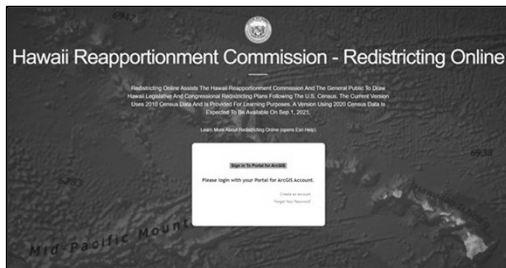 Hawaii Reapportionment Commission - Redistricting Online
Redistricting Online Assists The Hawaii Reapportionment Commission And The General Public To Draw
Hawaii Legislative And Congressional Redistricting Plans Following The U.S. Census. The Current Version
Uses 2010 Census Data And Is Provided For Learning Purposes. A Version Using 2020 Census Data Is
Expected To Be Available On Sep 1, 2021.
Learn More About Redistricting Online (opens Esri Help)
Sign in To Portal for ArcGIS
Please login with your Portal for ArcGIS Account.
Create an account
Forgot Your Password?
Mid-Pacific Mount